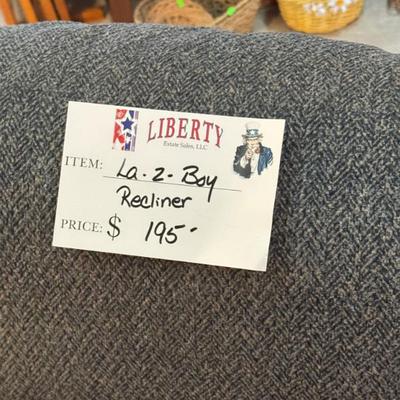 LIBERTY
Estate Sales, LLC
ITEM: La-Z-Boy
Recliner
PRICE: $ 195-